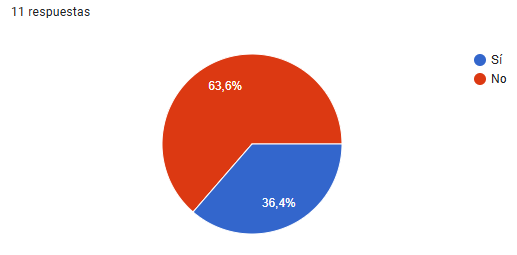 11 respuestas
Sí
No
63,6%
36,4%